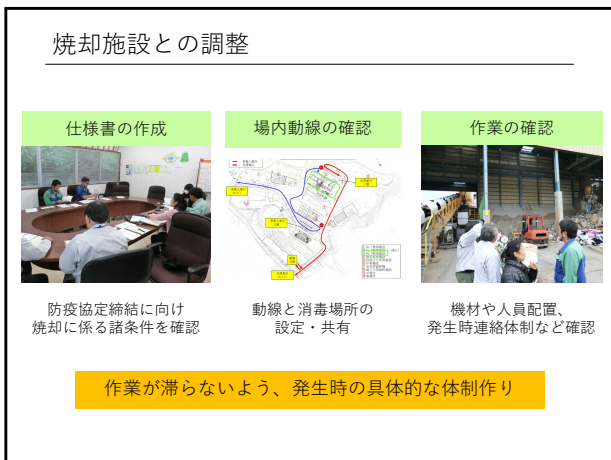 焼却施設との調整
仕様書の作成
場内動線の確認
作業の確認
防疫協定締結に向け
焼却に係る諸条件を確認
動線と消毒場所の
設定・共有
機材や人員配置、
発生時連絡体制など確認
作業が滞らないよう、発生時の具体的な体制作り